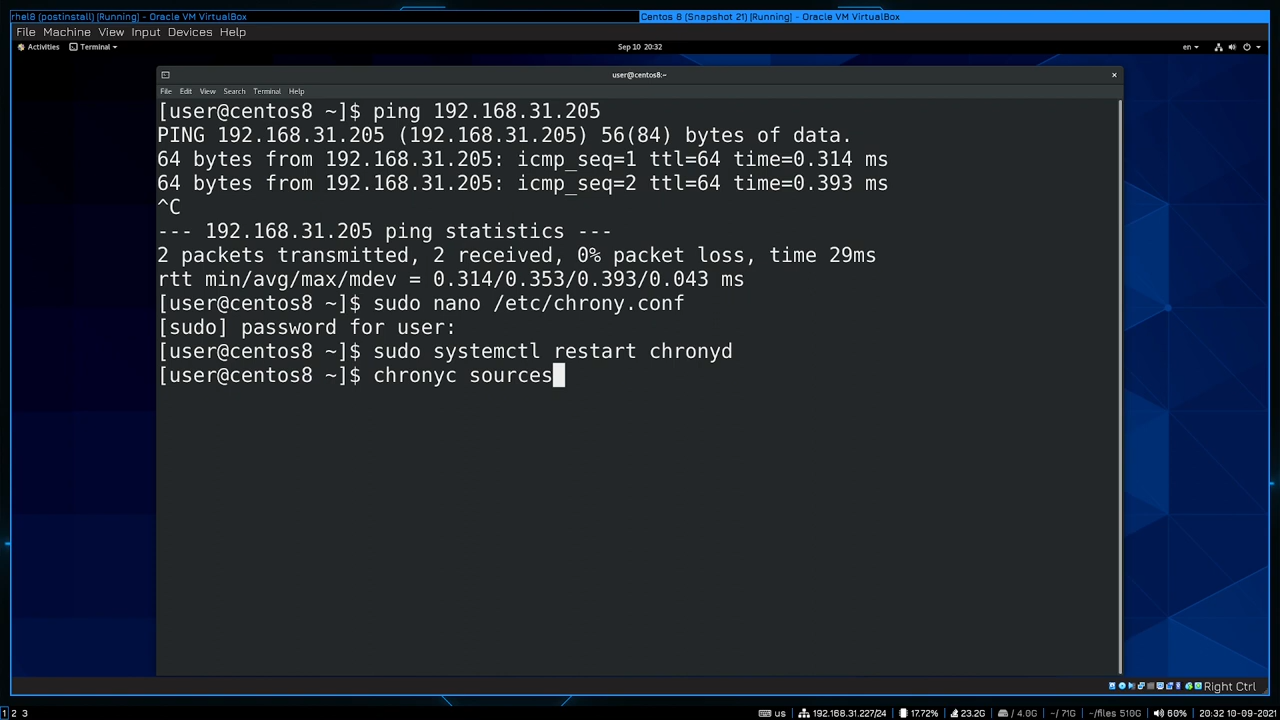 rhel8 (postinstall) [Running] - Oracle VM VirtualBox
Centos 8 (Snapshot 21) [Running] - Oracle VM VirtualBox
File Machine View Input Devices Help
Activities Terminal Sep 10 20:32 en
user@centos8:~
File Edit View Search Terminal Help
[user@centos8 ~]$ ping 192.168.31.205
PING 192.168.31.205 (192.168.31.205) 56(84) bytes of data.
64 bytes from 192.168.31.205: icmp_seq=1 ttl=64 time=0.314 ms
64 bytes from 192.168.31.205: icmp_seq=2 ttl=64 time=0.393 ms
^C
--- 192.168.31.205 ping statistics ---
2 packets transmitted, 2 received, 0% packet loss, time 29ms
rtt min/avg/max/mdev = 0.314/0.353/0.393/0.043 ms
[user@centos8 ~]$ sudo nano /etc/chrony.conf
[sudo] password for user:
[user@centos8 ~]$ sudo systemctl restart chronyd
[user@centos8 ~]$ chronyc sources
Right Ctrl
1 2 3 us 192.168.31.227/24 17.72% 23.2G / 4.0G ~/ 71G ~/files 510G 60% 20:32 10-09-2021